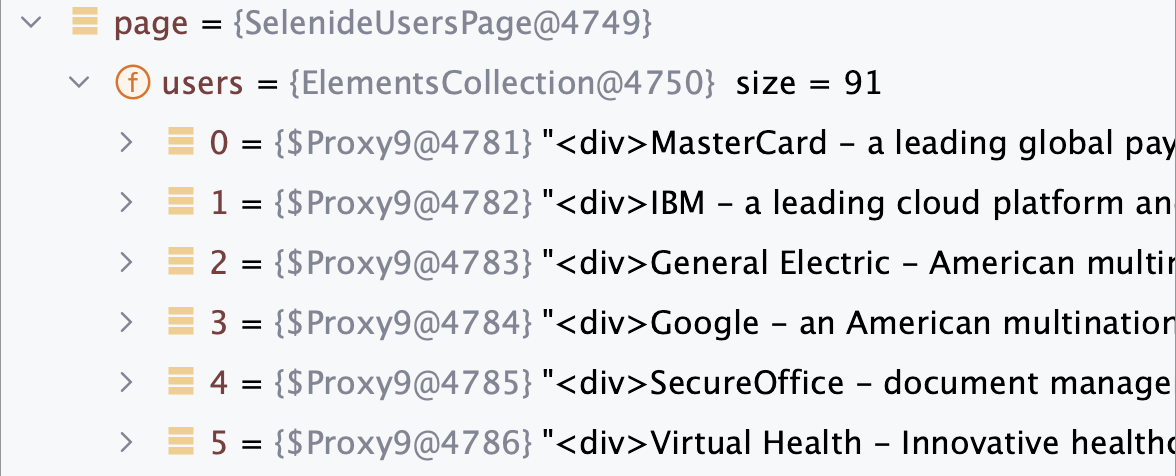 page = {SelenideUsersPage@4749}
f users = {ElementsCollection@4750} size = 91
0 = {$Proxy9@4781} "<div>MasterCard – a leading global pay
1 = {$Proxy9@4782} "<div>IBM – a leading cloud platform an
2 = {$Proxy9@4783} "<div>General Electric – American multin
3 = {$Proxy9@4784} "<div>Google – an American multination
4 = {$Proxy9@4785} "<div>SecureOffice – document manage
5 = {$Proxy9@4786} "<div>Virtual Health – Innovative healthc